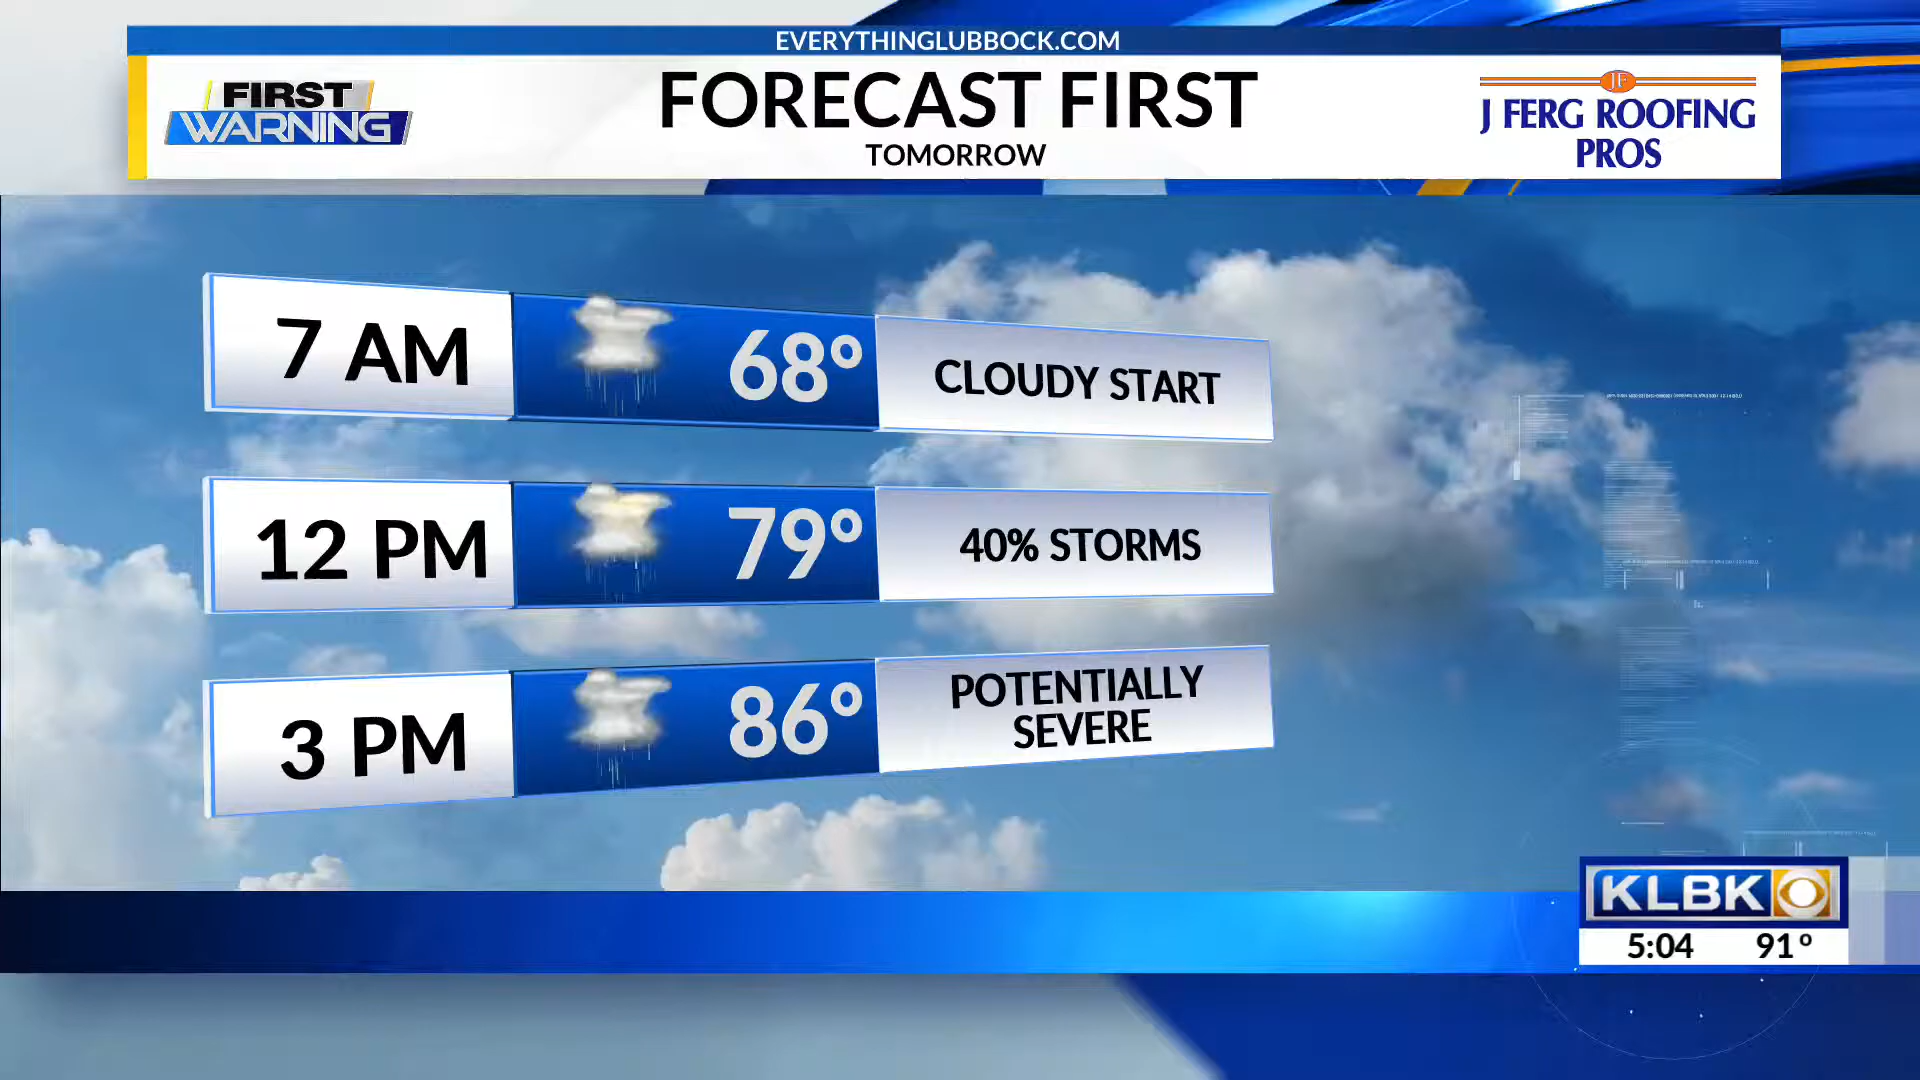 EVERYTHINGLUBBOCK.COM
FIRST
WARNING
FORECAST FIRST
TOMORROW
JF
J FERG ROOFING
PROS
7 AM
68°
CLOUDY START
12 PM
79°
40% STORMS
3 PM
86°
POTENTIALLY
SEVERE
KLBK
5:04 91°